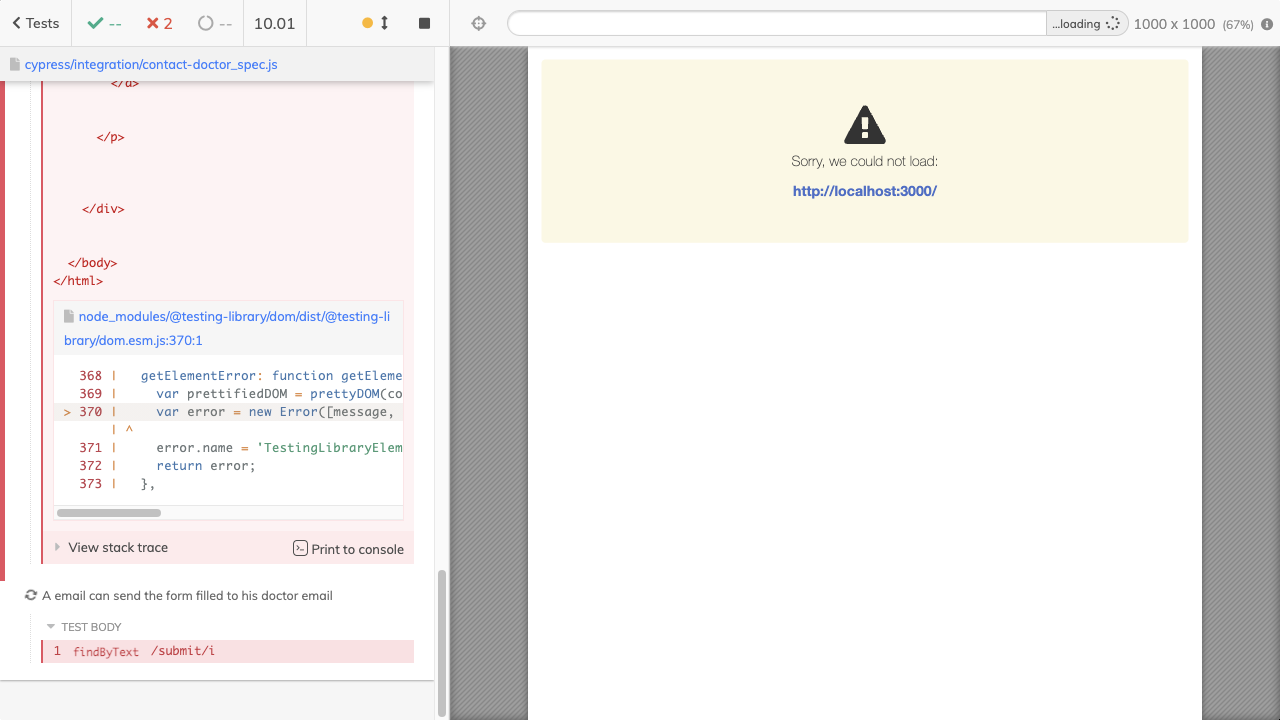 Tests
--
2
--
10.01
...loading
1000 x 1000 (67%)
cypress/integration/contact-doctor_spec.js
</a>
</p>
</div>
</body>
</html>
node_modules/@testing-library/dom/dist/@testing-li
brary/dom.esm.js:370:1
368 |   getElementError: function getEleme
369 |     var prettifiedDOM = prettyDOM(co
> 370 |     var error = new Error([message,
| ^
371 |     error.name = 'TestingLibraryElem
372 |     return error;
373 |   },
View stack trace
Print to console
A email can send the form filled to his doctor email
TEST BODY
1 findByText /submit/i
Sorry, we could not load:
http://localhost:3000/